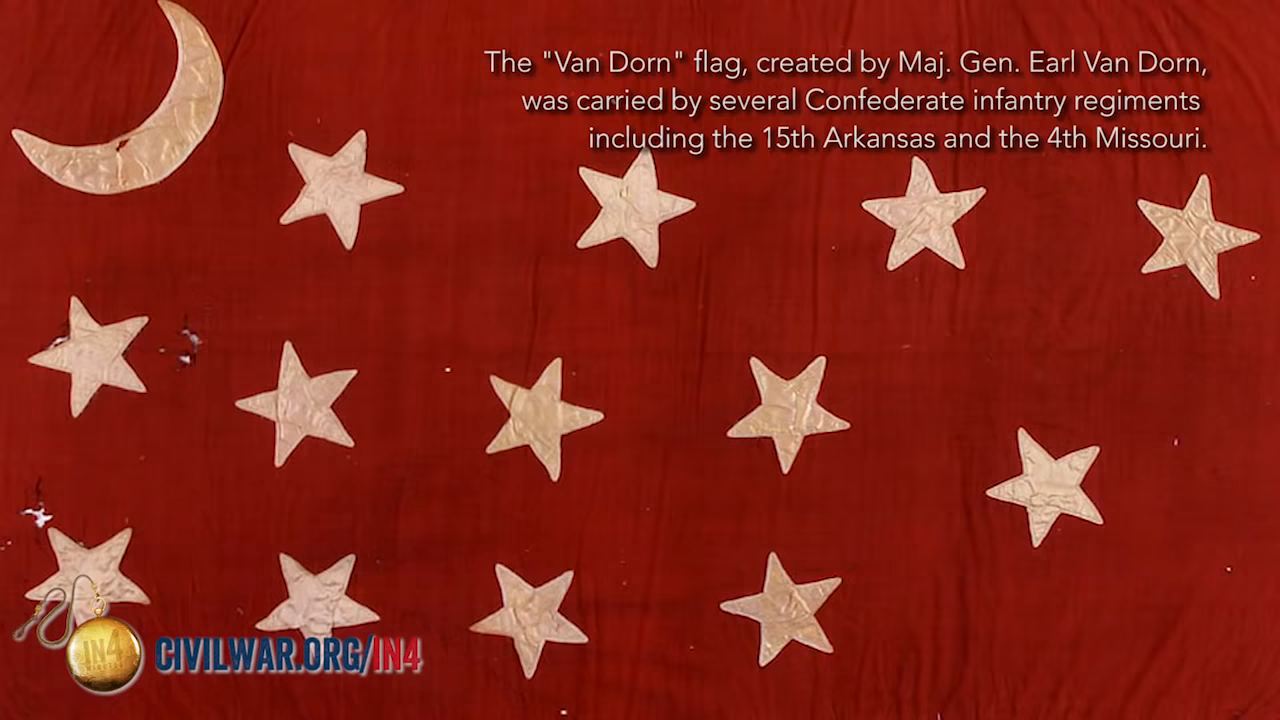 The "Van Dorn" flag, created by Maj. Gen. Earl Van Dorn,
was carried by several Confederate infantry regiments
including the 15th Arkansas and the 4th Missouri.
IN4
CIVILWAR.ORG/IN4